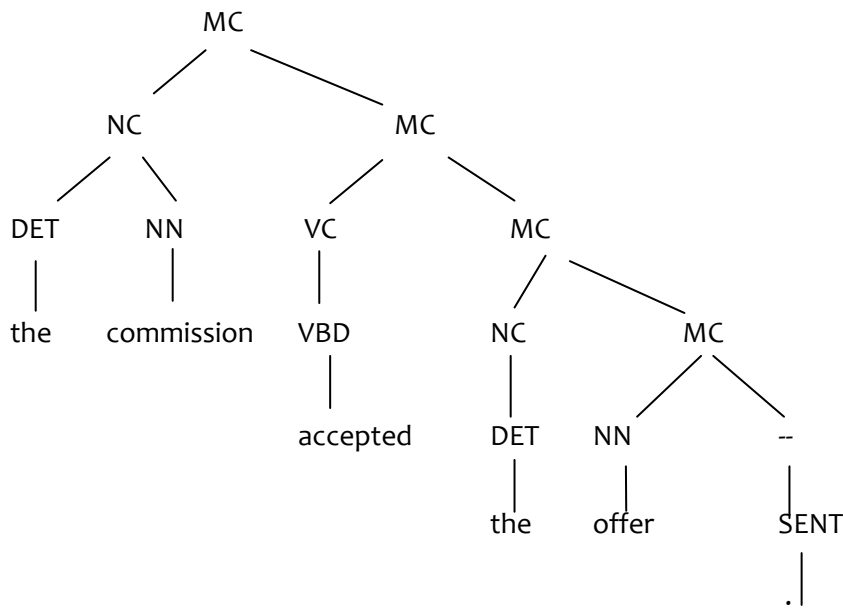 MC
NC MC
DET NN VC MC
the commission VBD NC MC
accepted DET NN --
the offer SENT
.